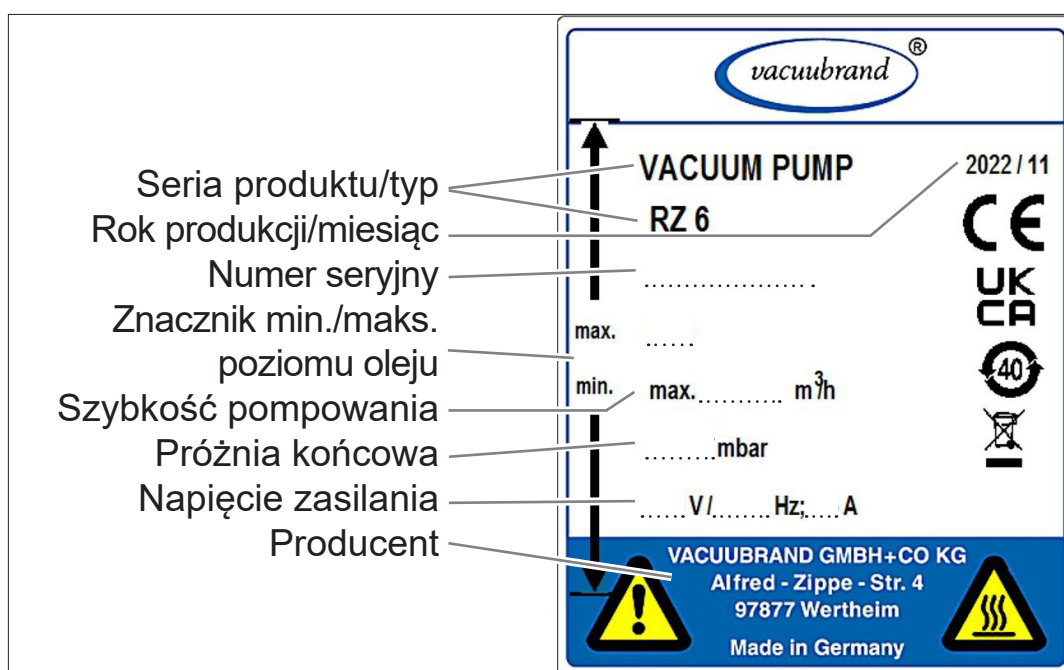 vacuubrand ®
Seria produktu/typ
Rok produkcji/miesiąc
Numer seryjny
Znacznik min./maks.
poziomu oleju
Szybkość pompowania
Próżnia końcowa
Napięcie zasilania
Producent
VACUUM PUMP
2022 / 11
RZ 6
CE
UK
CA
40
...................
max. ......
min.
max........... m³/h
........mbar
......V /........ Hz;.....A
VACUUBRAND GMBH+CO KG
Alfred - Zippe - Str. 4
97877 Wertheim
Made in Germany